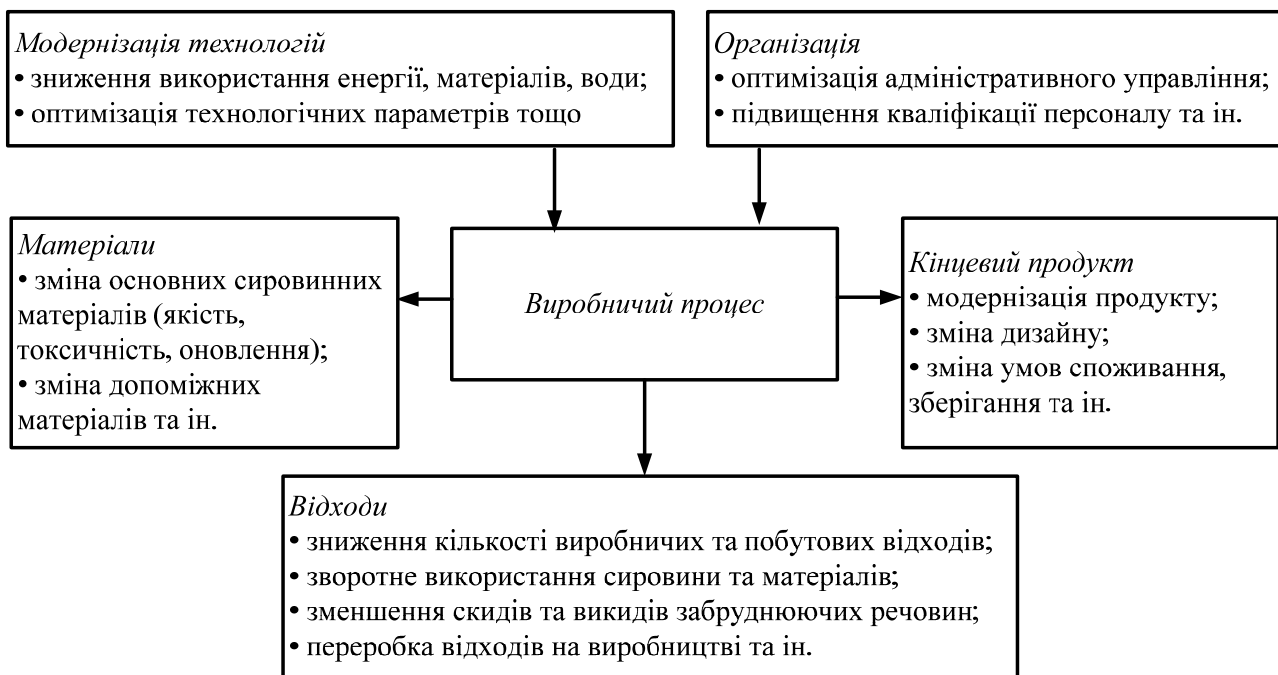 Модернізація технологій
• зниження використання енергії, матеріалів, води;
• оптимізація технологічних параметрів тощо
Організація
• оптимізація адміністративного управління;
• підвищення кваліфікації персоналу та ін.
Матеріали
• зміна основних сировинних
матеріалів (якість,
токсичність, оновлення);
• зміна допоміжних
матеріалів та ін.
Виробничий процес
Кінцевий продукт
• модернізація продукту;
• зміна дизайну;
• зміна умов споживання,
зберігання та ін.
Відходи
• зниження кількості виробничих та побутових відходів;
• зворотне використання сировини та матеріалів;
• зменшення скидів та викидів забруднюючих речовин;
• переробка відходів на виробництві та ін.